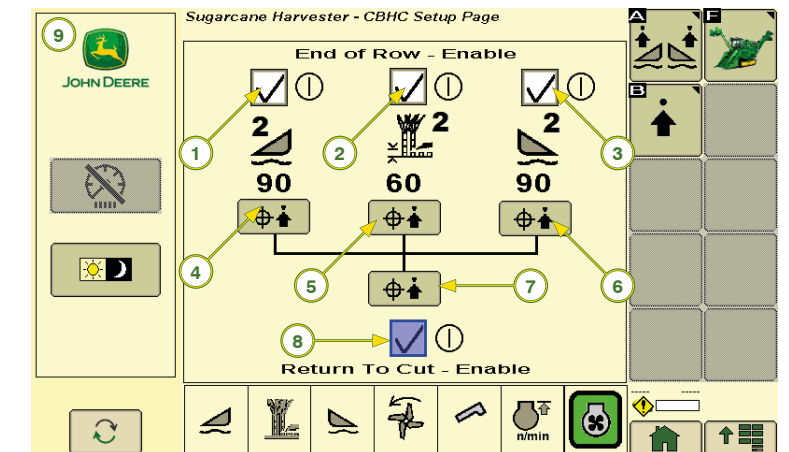 Sugarcane Harvester - CBHC Setup Page
A
F
9
JOHN DEERE
End of Row - Enable
B
1
2
3
2
2
2
90
60
90
4
5
6
7
8
Return To Cut - Enable
n/min